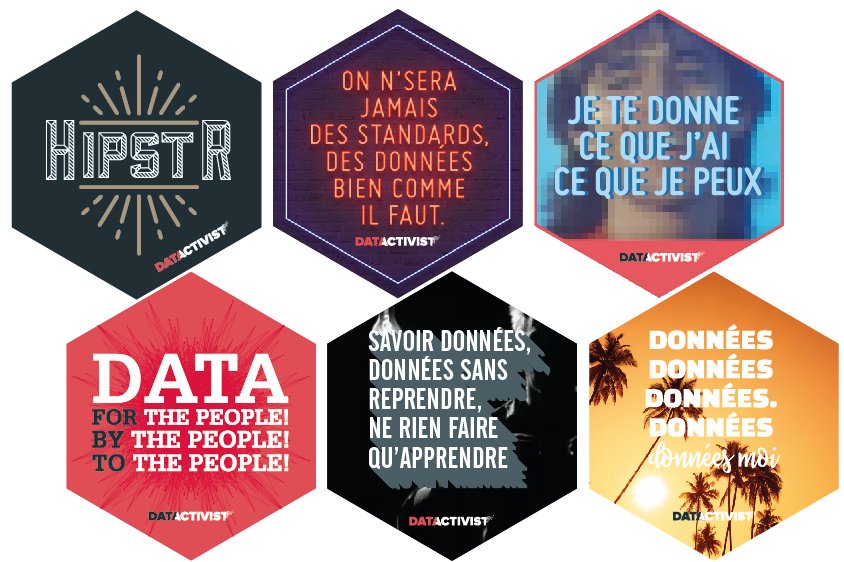 HIPSTR
DATACTIVIST
ON N'SERA
JAMAIS
DES STANDARDS,
DES DONNÉES
BIEN COMME
IL FAUT.
DATACTIVIST
JE TE DONNE
CE QUE J'AI
CE QUE JE PEUX
DATACTIVIST
DATA
FOR THE PEOPLE!
BY THE PEOPLE!
TO THE PEOPLE!
DATACTIVIST
SAVOIR DONNÉES,
DONNÉES SANS
REPRENDRE,
NE RIEN FAIRE
QU'APPRENDRE
DATACTIVIST
DONNÉES
DONNÉES
DONNÉES.
DONNÉES
données moi
DATACTIVIST